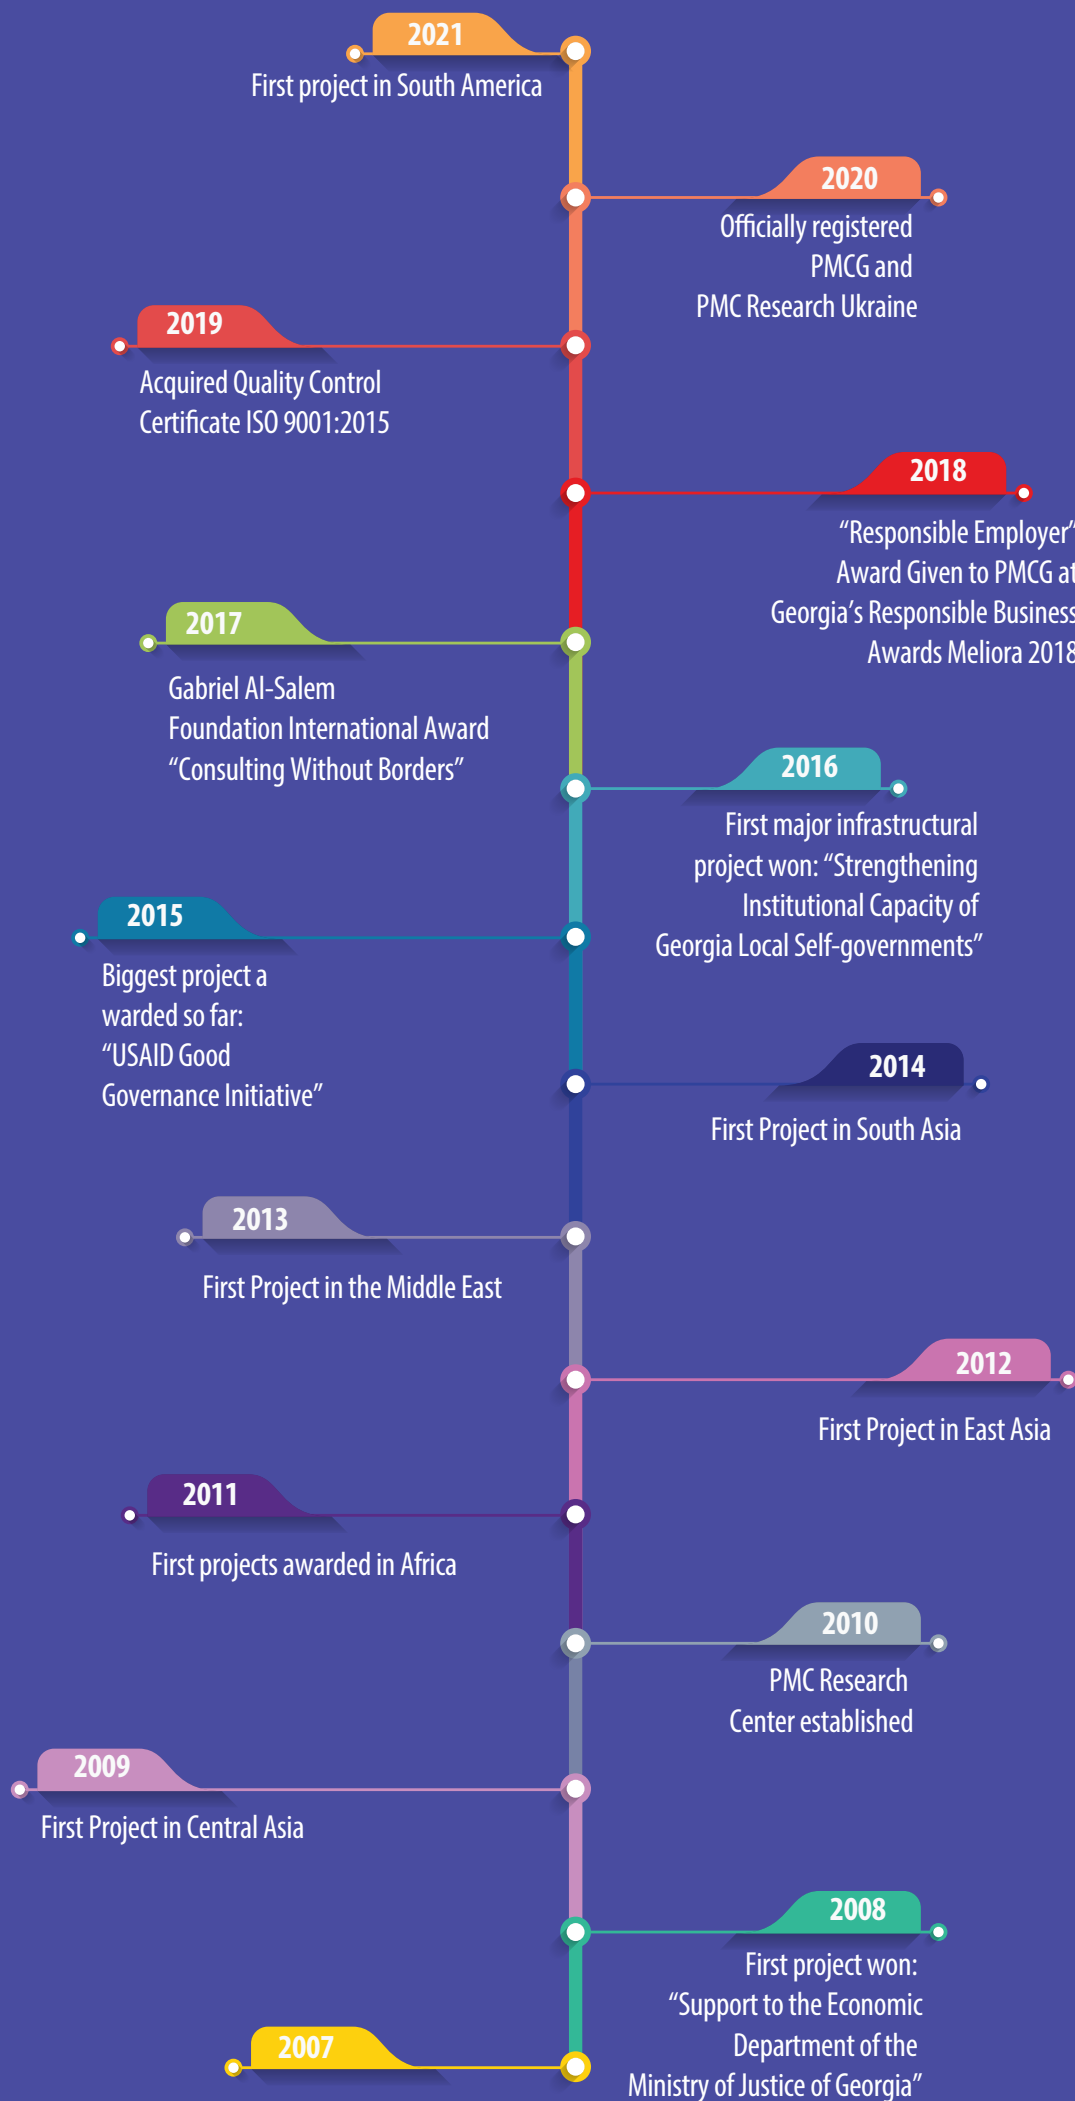 2021
First project in South America
2020
Officially registered
PMCG and
PMC Research Ukraine
2019
Acquired Quality Control
Certificate ISO 9001:2015
2018
“Responsible Employer”
Award Given to PMCG at
Georgia’s Responsible Business
Awards Meliora 2018
2017
Gabriel Al-Salem
Foundation International Award
“Consulting Without Borders”
2016
First major infrastructural
project won: “Strengthening
Institutional Capacity of
Georgia Local Self-governments”
2015
Biggest project a
warded so far:
“USAID Good
Governance Initiative”
2014
First Project in South Asia
2013
First Project in the Middle East
2012
First Project in East Asia
2011
First projects awarded in Africa
2010
PMC Research
Center established
2009
First Project in Central Asia
2008
First project won:
“Support to the Economic
Department of the
Ministry of Justice of Georgia”
2007